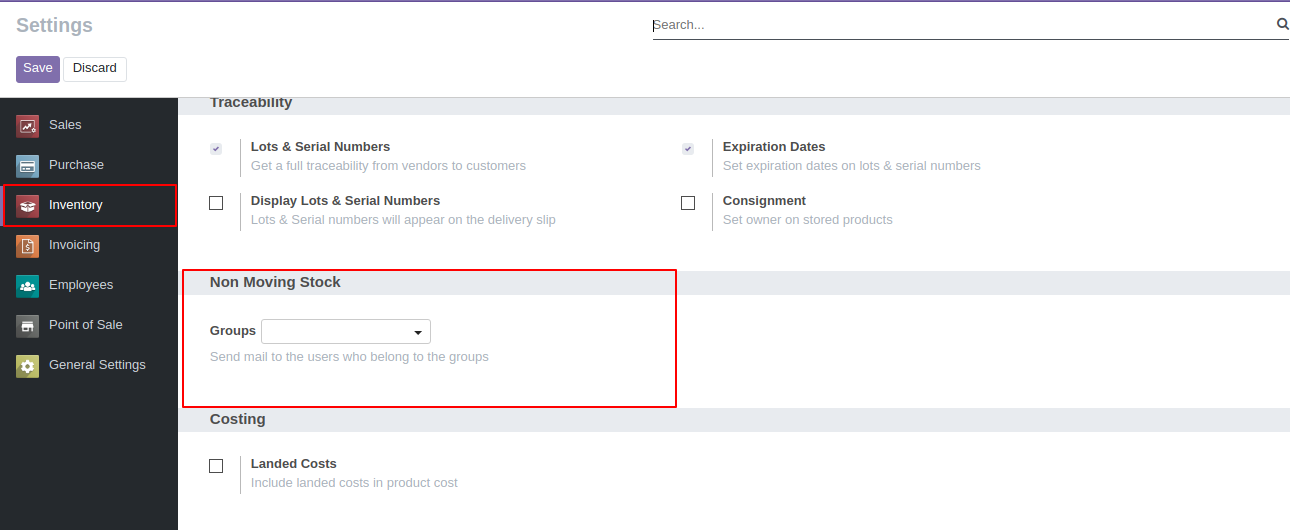 Settings
Search...
Save Discard
Sales
Purchase
Inventory
Invoicing
Employees
Point of Sale
General Settings
Traceability
Lots & Serial Numbers
Get a full traceability from vendors to customers
Expiration Dates
Set expiration dates on lots & serial numbers
Display Lots & Serial Numbers
Lots & Serial numbers will appear on the delivery slip
Consignment
Set owner on stored products
Non Moving Stock
Groups
Send mail to the users who belong to the groups
Costing
Landed Costs
Include landed costs in product cost